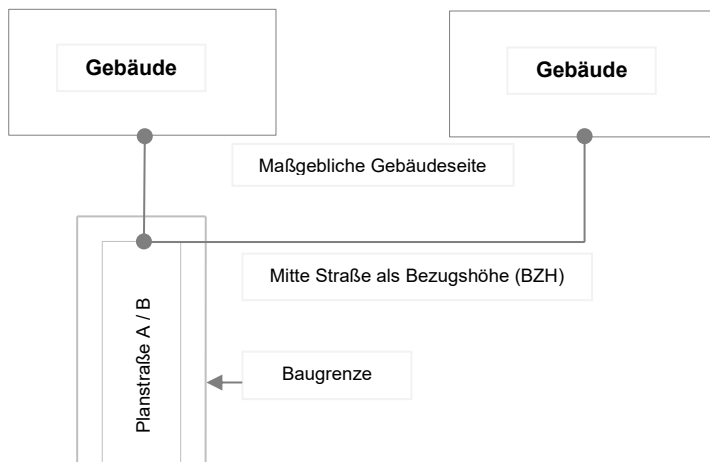 Gebäude
Gebäude
Maßgebliche Gebäudeseite
Mitte Straße als Bezugshöhe (BZH)
Planstraße A / B
Baugrenze